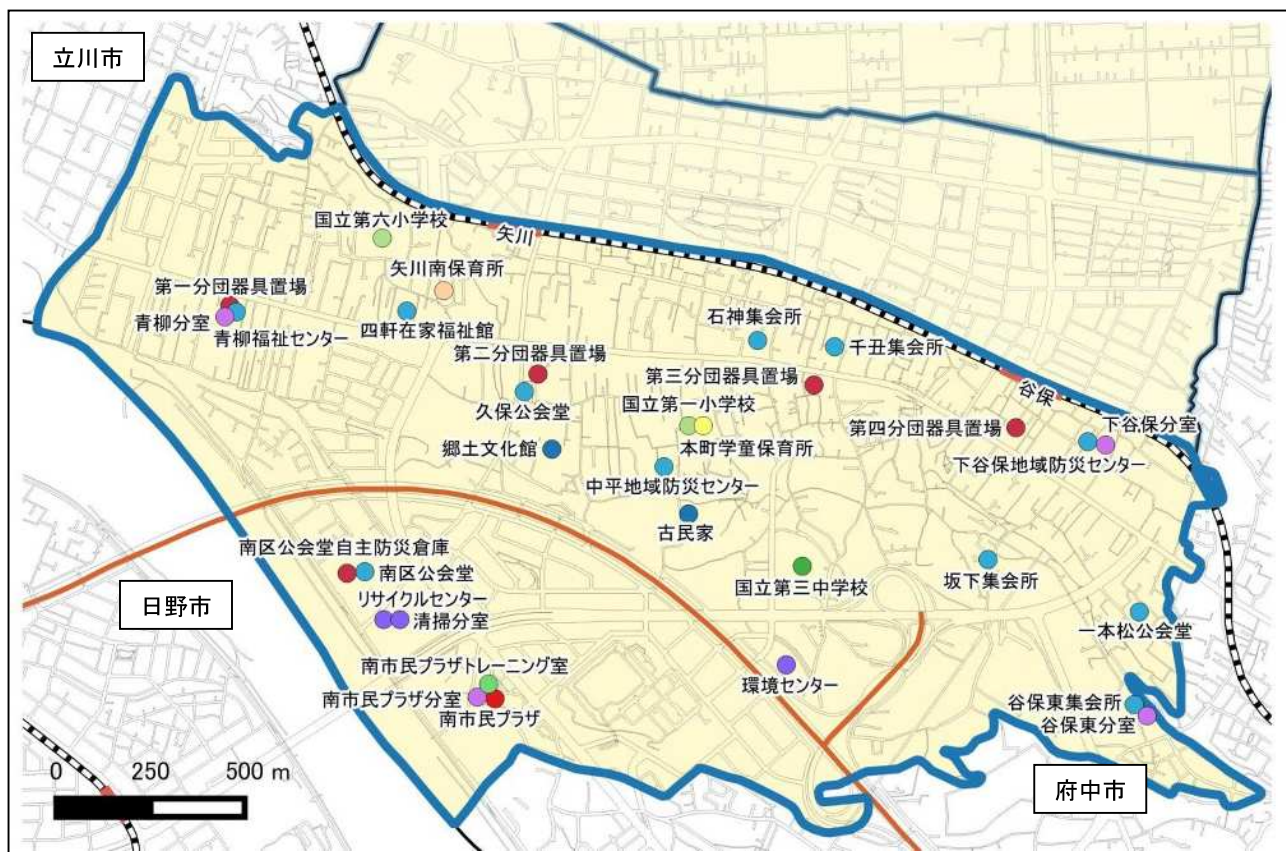 立川市
国立第六小学校
矢川
矢川南保育所
第一分団器具置場
青柳分室
青柳福祉センター
四軒在家福祉館
石神集会所
千丑集会所
第二分団器具置場
第三分団器具置場
谷保
久保公会堂
国立第一小学校
下谷保分室
第四分団器具置場
郷土文化館
本町学童保育所
下谷保地域防災センター
中平地域防災センター
古民家
南区公会堂自主防災倉庫
南区公会堂
国立第三中学校
坂下集会所
リサイクルセンター
日野市
清掃分室
一本松公会堂
南市民プラザトレーニング室
環境センター
南市民プラザ分室
谷保東集会所
南市民プラザ
谷保東分室
0 250 500 m
府中市